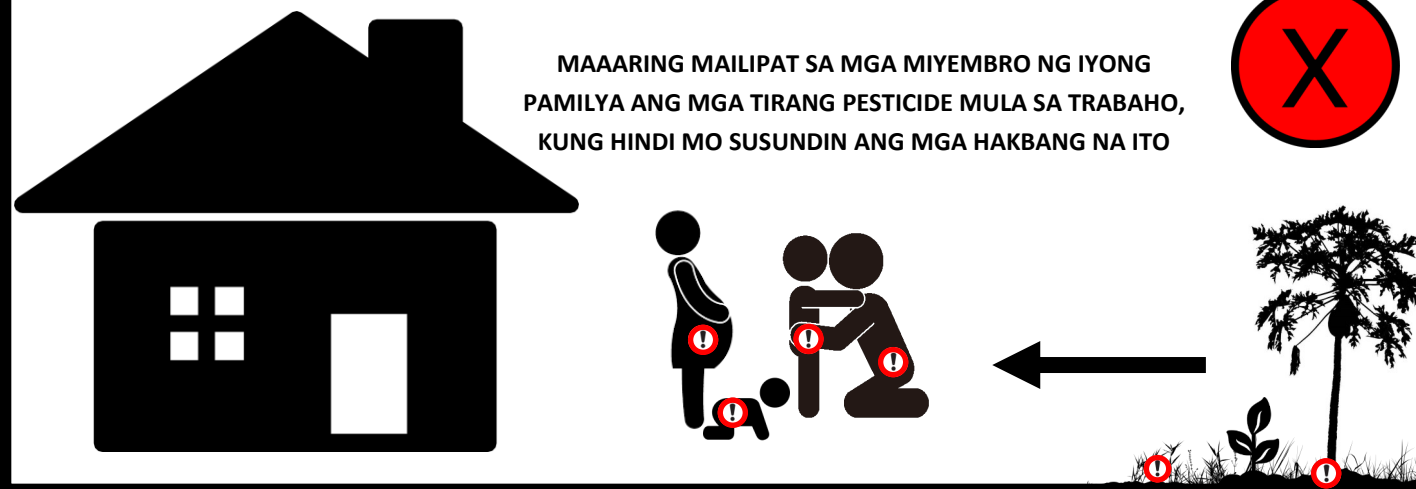 MAAARING MAILIPAT SA MGA MIYEMBRO NG IYONG
PAMILYA ANG MGA TIRANG PESTICIDE MULA SA TRABAHO,
KUNG HINDI MO SUSUNDIN ANG MGA HAKBANG NA ITO
X